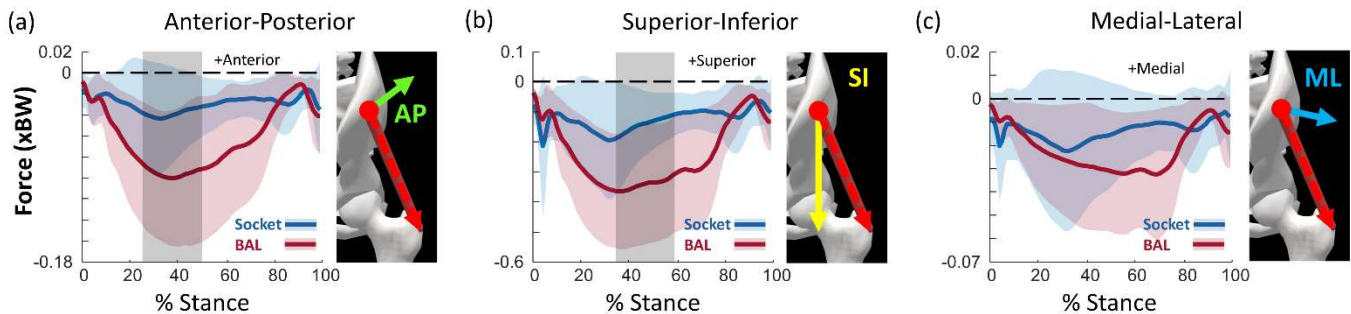 (a)
Anterior-Posterior
(b)
Superior-Inferior
(c)
Medial-Lateral
Force (xBW)
0.02
0
-0.18
+Anterior
Socket
BAL
0 20 40 60 80 100
% Stance
AP
0.1
0
-0.6
+Superior
Socket
BAL
0 20 40 60 80 100
% Stance
SI
0.02
0
-0.07
+Medial
Socket
BAL
0 20 40 60 80 100
% Stance
ML